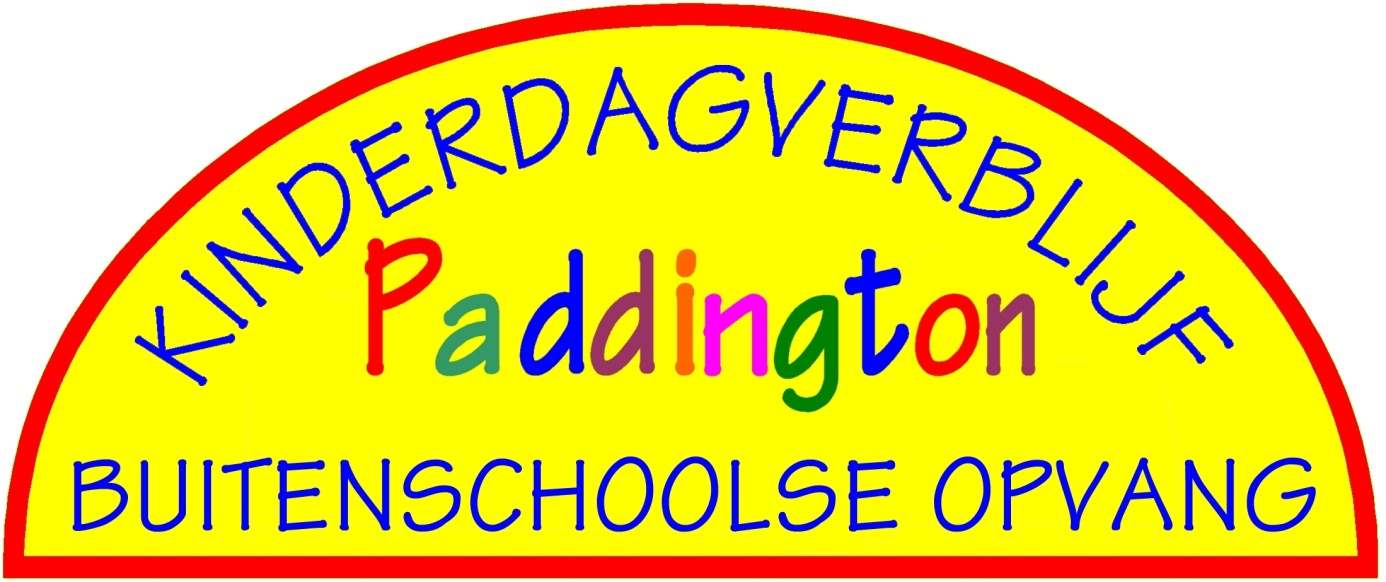 KINDERDAGVERBLIJF
Paddington
BUITENSCHOOLSE OPVANG